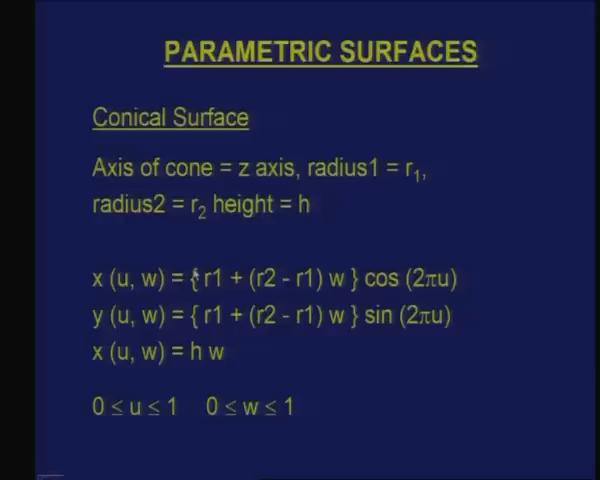 PARAMETRIC SURFACES
Conical Surface
Axis of cone = z axis, radius1 = r₁,
radius2 = r₂ height = h
x (u, w) = { r1 + (r2 - r1) w } cos (2πu)
y (u, w) = { r1 + (r2 - r1) w } sin (2πu)
x (u, w) = h w
0 ≤ u ≤ 1 0 ≤ w ≤ 1